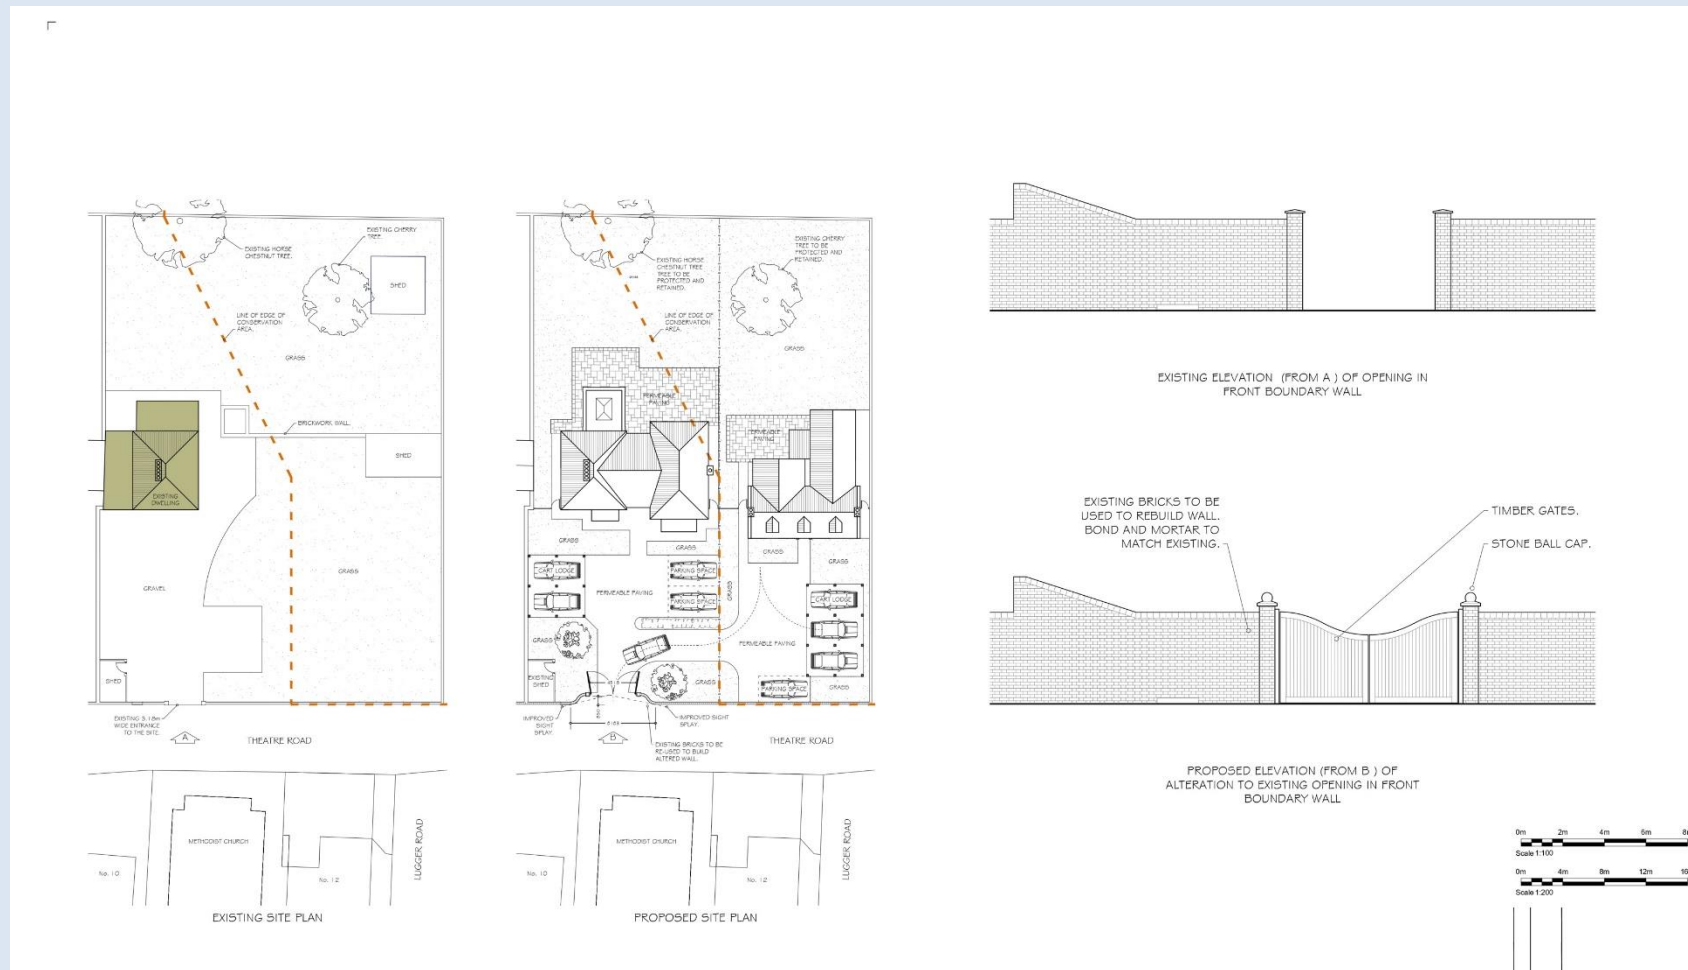 EXISTING HORSE
CHESTNUT TREE.
EXISTING CHERRY
TREE.
SHED
LINE OF EDGE OF
CONSERVATION
AREA.
GRASS
BRICKWORK WALL.
SHED
EXISTING
DWELLING
GRASS
GRAVEL
SHED
EXISTING 3.18m
WIDE ENTRANCE
TO THE SITE.
A
THEATRE ROAD
METHODIST CHURCH
No. 10
No. 12
LUGGER ROAD
EXISTING SITE PLAN
EXISTING HORSE
CHESTNUT TREE
TREE TO BE
PROTECTED AND
RETAINED.
EXISTING CHERRY
TREE TO BE
PROTECTED AND
RETAINED.
LINE OF EDGE OF
CONSERVATION
AREA.
GRASS
PERMEABLE
PAVING
PERMEABLE
PAVING
GRASS
GRASS
GRASS
GRASS
CART LODGE
PARKING SPACE
PERMEABLE PAVING
PARKING SPACE
GRASS
CART LODGE
GRASS
PERMEABLE PAVING
EXISTING
SHED
GRASS
PARKING SPACE
GRASS
IMPROVED
SIGHT
SPLAY.
IMPROVED SIGHT
SPLAY.
B
EXISTING BRICKS TO BE
RE-USED TO BUILD
ALTERED WALL.
THEATRE ROAD
METHODIST CHURCH
No. 10
No. 12
LUGGER ROAD
PROPOSED SITE PLAN
EXISTING ELEVATION (FROM A ) OF OPENING IN
FRONT BOUNDARY WALL
EXISTING BRICKS TO BE
USED TO REBUILD WALL.
BOND AND MORTAR TO
MATCH EXISTING.
TIMBER GATES.
STONE BALL CAP.
PROPOSED ELEVATION (FROM B ) OF
ALTERATION TO EXISTING OPENING IN FRONT
BOUNDARY WALL
0m 2m 4m 6m
Scale 1:100
0m 4m 8m 12m
Scale 1:200